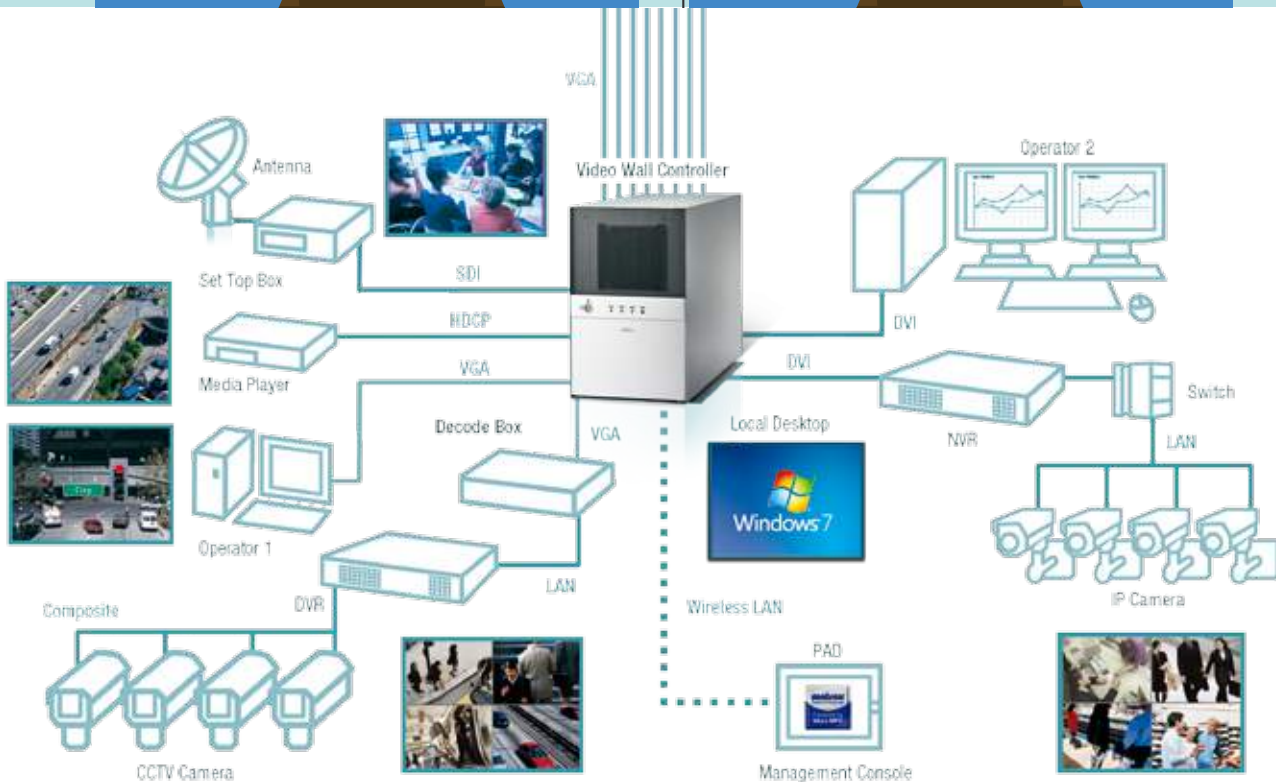 VGA
Video Wall Controller
Operator 2
Antenna
Set Top Box
SDI
HDCP
Media Player
VGA
DVI
DVI
Switch
NVR
LAN
Decode Box
VGA
Local Desktop
Windows 7
Operator 1
LAN
DVR
Composite
Wireless LAN
IP Camera
PAD
CCTV Camera
Management Console